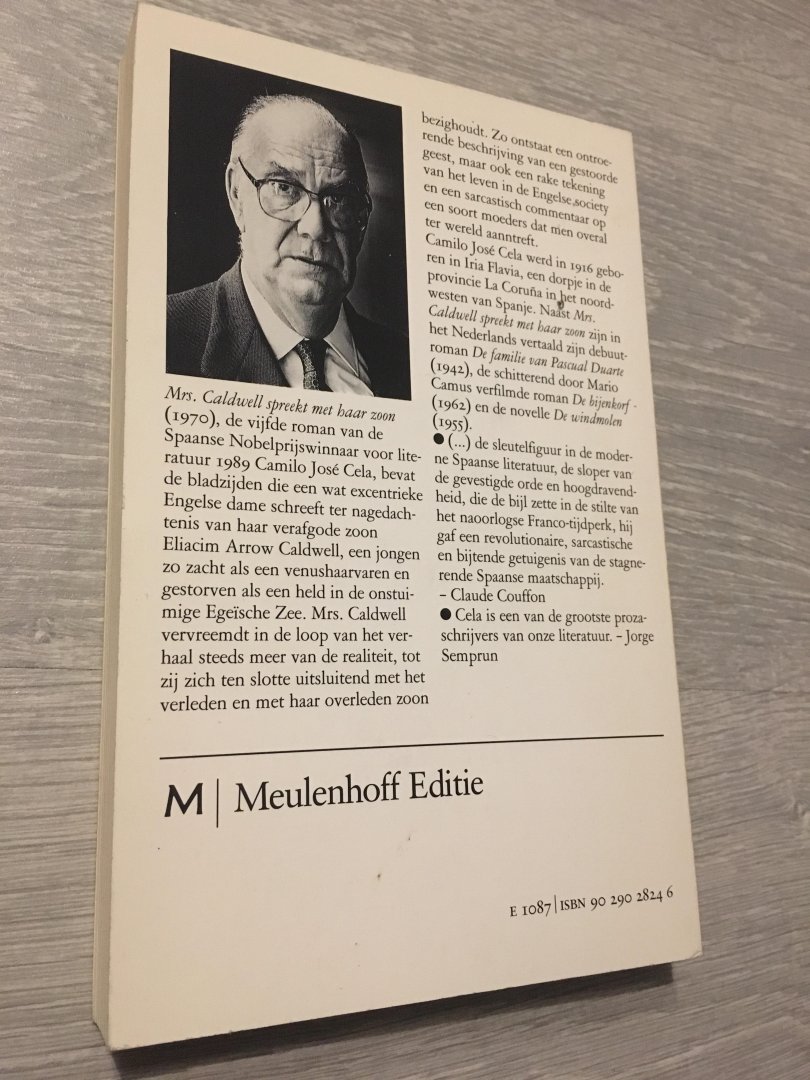 Mrs. Caldwell spreekt met haar zoon
(1970), de vijfde roman van de
Spaanse Nobelprijswinnaar voor lite-
ratuur 1989 Camilo José Cela, bevat
de bladzijden die een wat excentrieke
Engelse dame schreeft ter nagedach-
tenis van haar verafgode zoon
Eliacim Arrow Caldwell, een jongen
zo zacht als een venushaarvaren en
gestorven als een held in de onstui-
mige Egeïsche Zee. Mrs. Caldwell
vervreemdt in de loop van het ver-
haal steeds meer van de realiteit, tot
zij zich ten slotte uitsluitend met het
verleden en met haar overleden zoon
bezighoudt. Zo ontstaat een ontroe-
rende beschrijving van een gestoorde
geest, maar ook een rake tekening
van het leven in de Engelse society
en een sarcastisch commentaar op
een soort moeders dat men overal
ter wereld aanntreft.
Camilo José Cela werd in 1916 gebo-
ren in Iria Flavia, een dorpje in de
provincie La Coruña in het noord-
westen van Spanje. Naast Mrs.
Caldwell spreekt met haar zoon zijn in
het Nederlands vertaald zijn debuut-
roman De familie van Pascual Duarte
(1942), de schitterend door Mario
Camus verfilmde roman De bijenkorf -
(1962) en de novelle De windmolen
(1955).
● (...) de sleutelfiguur in de moder-
ne Spaanse literatuur, de sloper van
de gevestigde orde en hoogdravend-
heid, die de bijl zette in de stilte van
het naoorlogse Franco-tijdperk, hij
gaf een revolutionaire, sarcastische
en bijtende getuigenis van de stagne-
rende Spaanse maatschappij.
– Claude Couffon
● Cela is een van de grootste proza-
schrijvers van onze literatuur. – Jorge
Semprun
M | Meulenhoff Editie
E 1087 | ISBN 90 290 2824 6